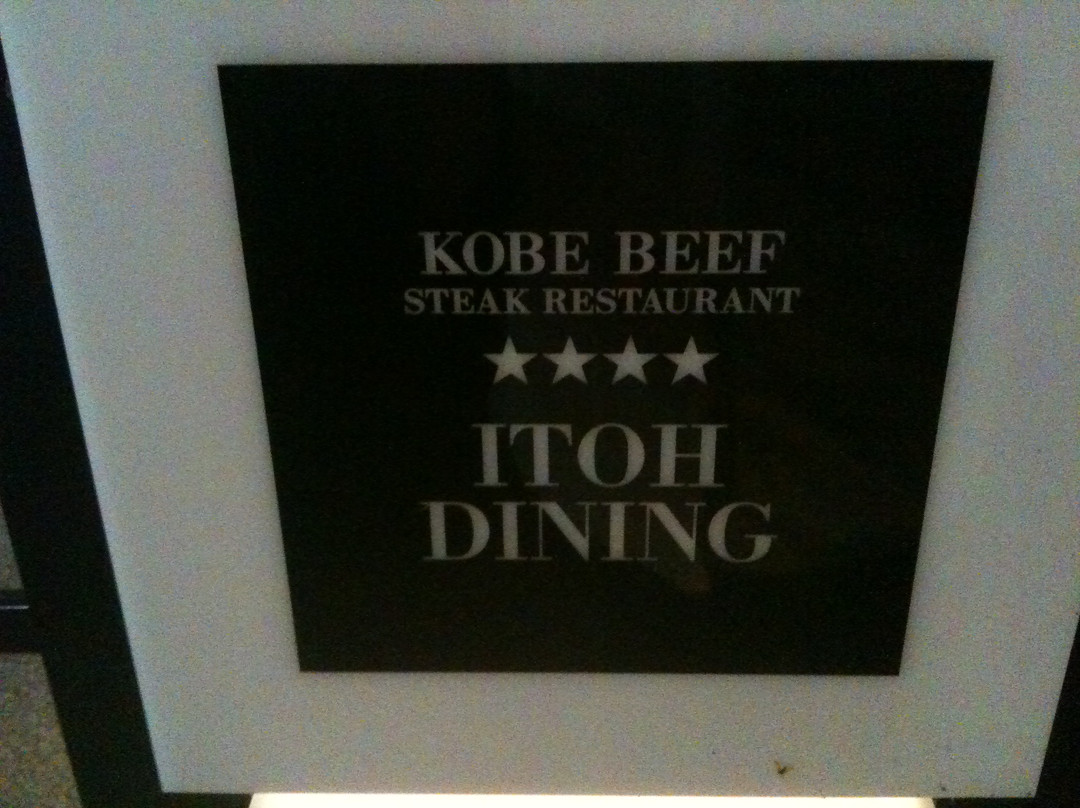 KOBE BEEF
STEAK RESTAURANT
★★★★
ITOH
DINING